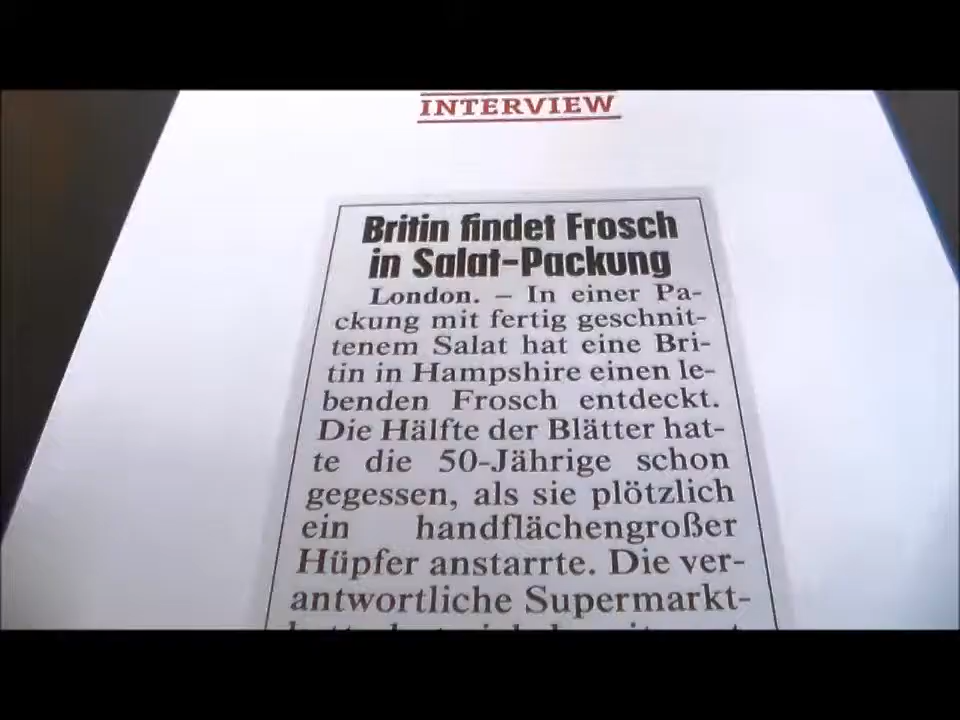 INTERVIEW
Britin findet Frosch
in Salat-Packung
London. – In einer Pa-
ckung mit fertig geschnit-
tenem Salat hat eine Bri-
tin in Hampshire einen le-
benden Frosch entdeckt.
Die Hälfte der Blätter hat-
te die 50-Jährige schon
gegessen, als sie plötzlich
ein handflächengroßer
Hüpfer anstarrte. Die ver-
antwortliche Supermarkt-